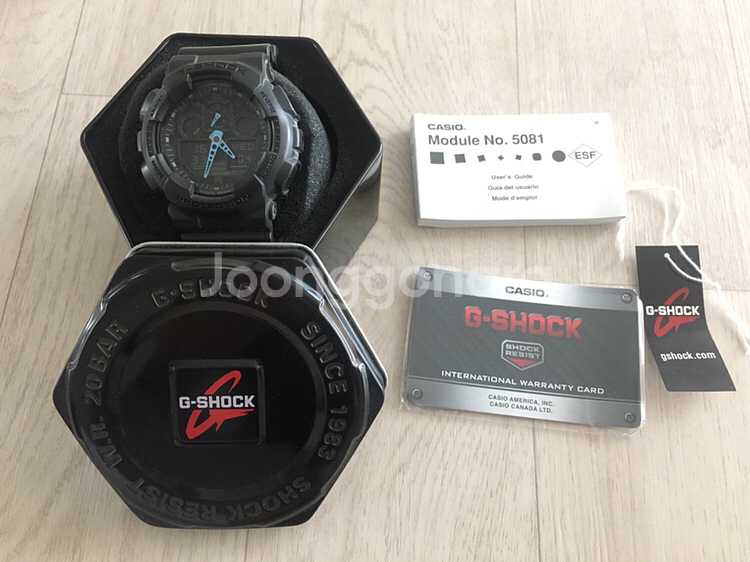 G-SHOCK
CASIO.
Module No. 5081
ESF
User's Guide
Guía del usuario
Mode d'emploi
Joonggonara
G-SHOCK
SINCE 1983
SHOCK RESIST
W.R. 20BAR
G-SHOCK
CASIO.
G-SHOCK
SHOCK
RESIST
INTERNATIONAL WARRANTY CARD
CASIO AMERICA, INC.
CASIO CANADA LTD.
G-SHOCK
gshock.com